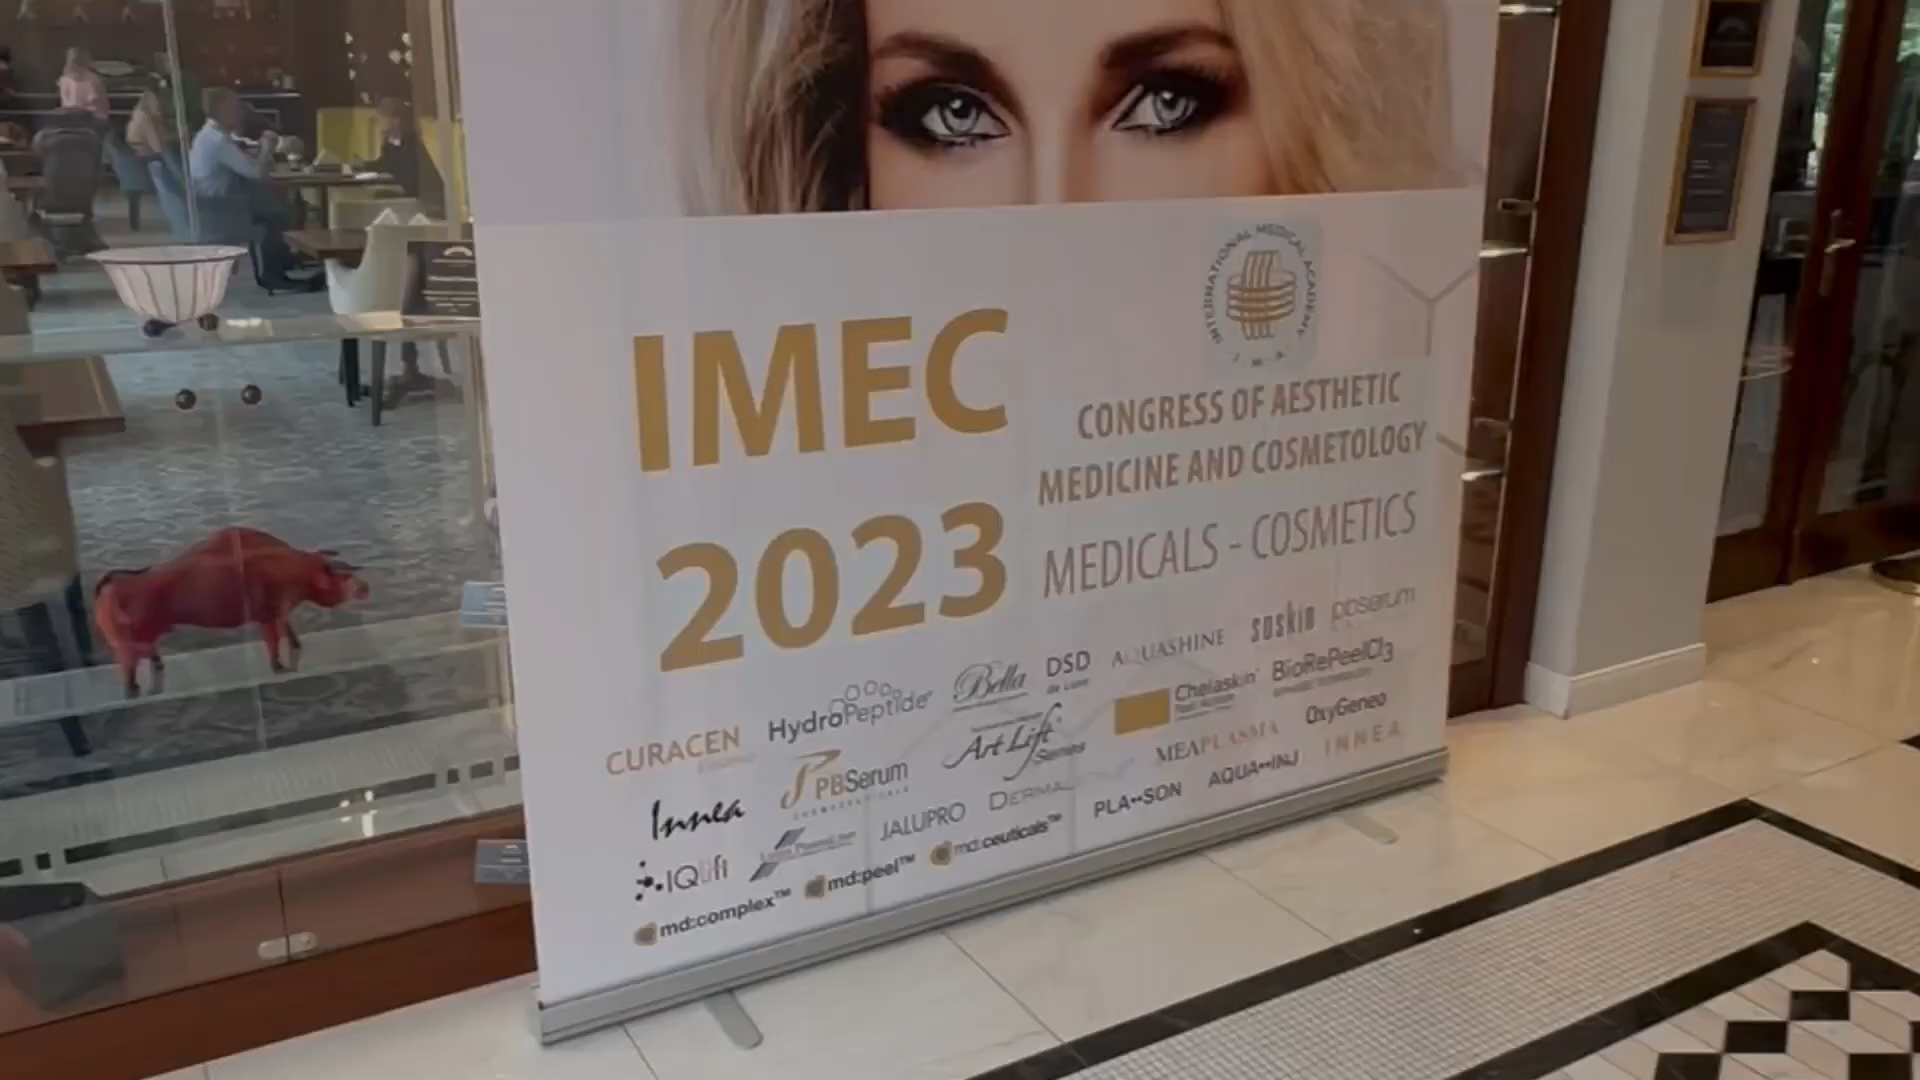 INTERNATIONAL MEDICAL ACADEMY
IMEC
2023
CONGRESS OF AESTHETIC
MEDICINE AND COSMETOLOGY
MEDICALS - COSMETICS
CURACEN
HydroPeptide®
Bella
DSD
de Luxe
AQUASHINE
suskin
pbserum
Innea
PBSerum
Art Lift
Series
Chelaskin
BioRePeelCl3
IQlift
JALUPRO
DERMAL
MEAPLASMA
OxyGeneo
md:complex™
md:peel™
md:ceuticals™
PLA••SON
AQUA••INJ
INNEA